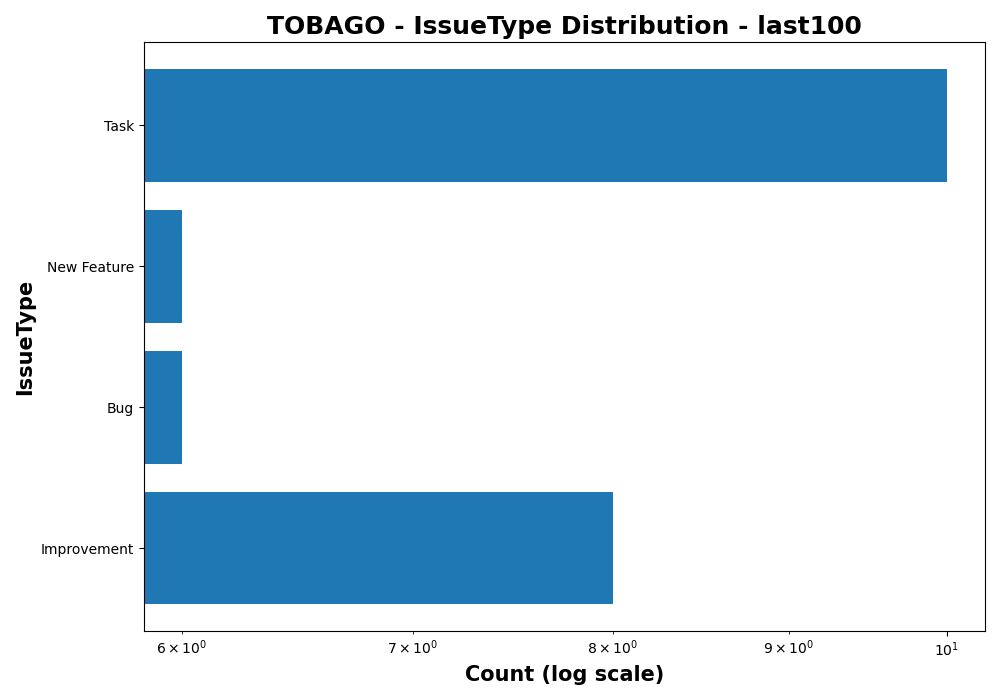 TOBAGO - IssueType Distribution - last100
Task
New Feature
Bug
Improvement
IssueType
6 × 10⁰
7 × 10⁰
8 × 10⁰
9 × 10⁰
10¹
Count (log scale)